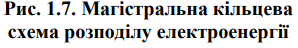 Рис. 1.7. Магістральна кільцева
схема розподілу електроенергії